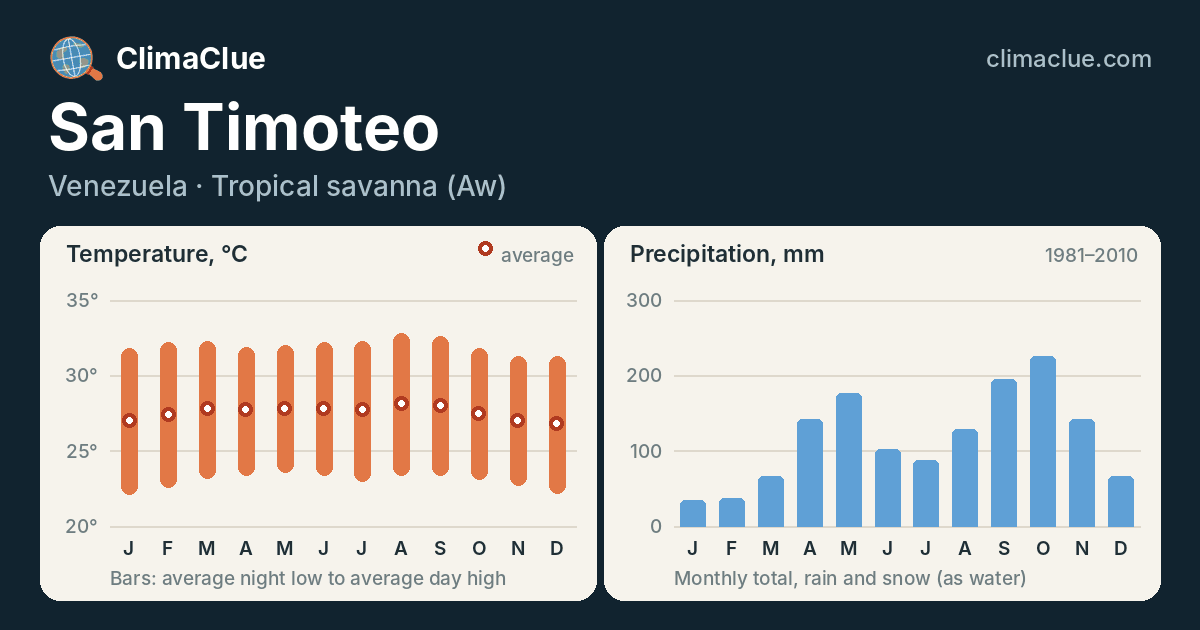 ClimaClue
climaclue.com
San Timoteo
Venezuela · Tropical savanna (Aw)
Temperature, °C
average
35°
30°
25°
20°
J F M A M J J A S O N D
Bars: average night low to average day high
Precipitation, mm
1981–2010
300
200
100
0
J F M A M J J A S O N D
Monthly total, rain and snow (as water)